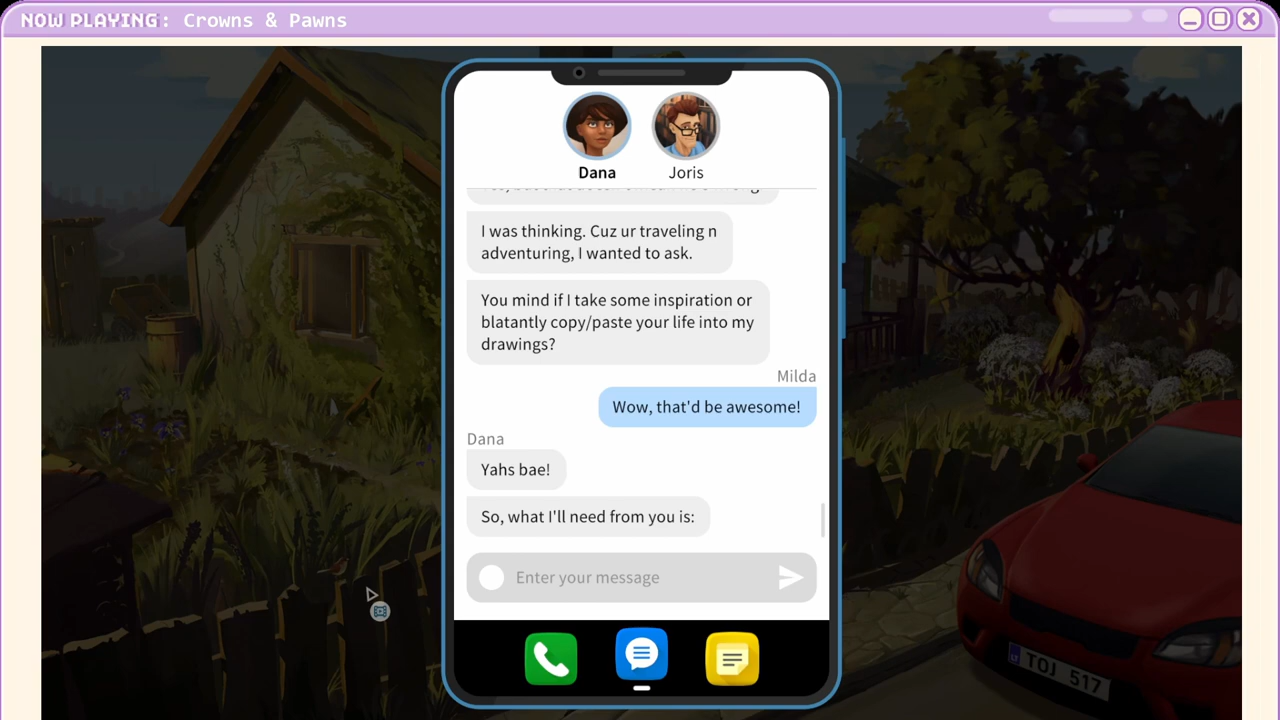 NOW PLAYING: Crowns & Pawns
Dana
Joris
I was thinking. Cuz ur traveling n
adventuring, I wanted to ask.
You mind if I take some inspiration or
blatantly copy/paste your life into my
drawings?
Milda
Wow, that'd be awesome!
Dana
Yahs bae!
So, what I'll need from you is:
Enter your message
LT TOJ 517